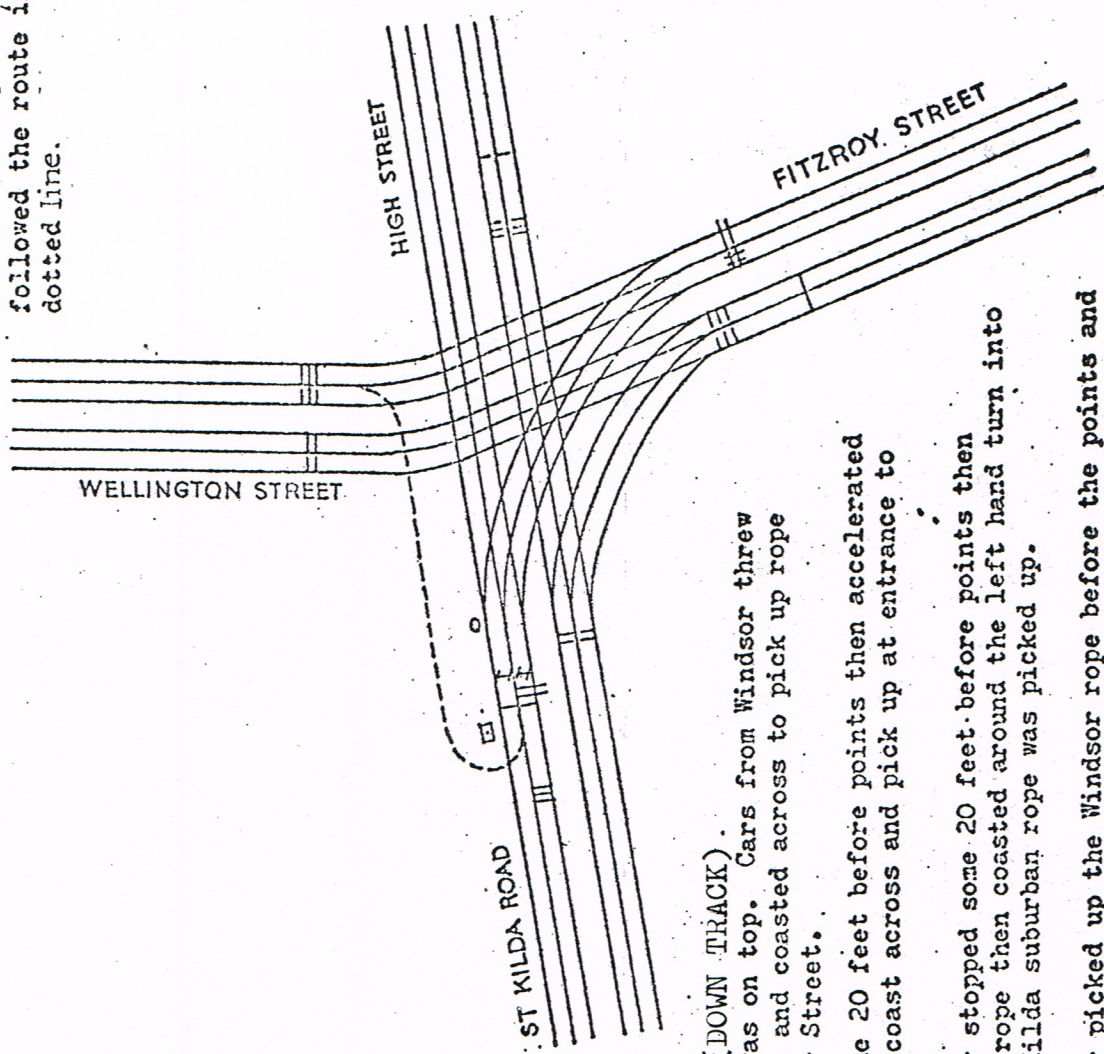 followed the route i
dotted line.
HIGH STREET
FITZROY. STREET
WELLINGTON STREET
ST KILDA ROAD
(DOWN TRACK).
as on top. Cars from Windsor threw
and coasted across to pick up rope
Street.
e 20 feet before points then accelerated
coast across and pick up at entrance to
stopped some 20 feet before points then
rope then coasted around the left hand turn into
ilda suburban rope was picked up.
picked up the Windsor rope before the points and